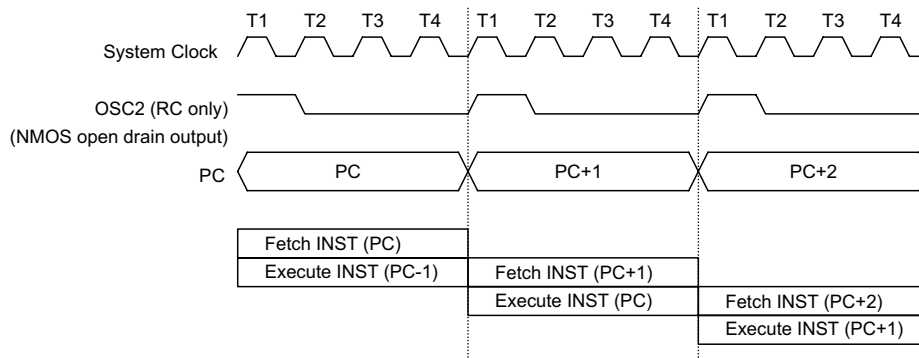 T1 T2 T3 T4 T1 T2 T3 T4 T1 T2 T3 T4
System Clock
OSC2 (RC only)
(NMOS open drain output)
PC PC PC+1 PC+2
Fetch INST (PC)
Execute INST (PC-1) Fetch INST (PC+1)
Execute INST (PC) Fetch INST (PC+2)
Execute INST (PC+1)